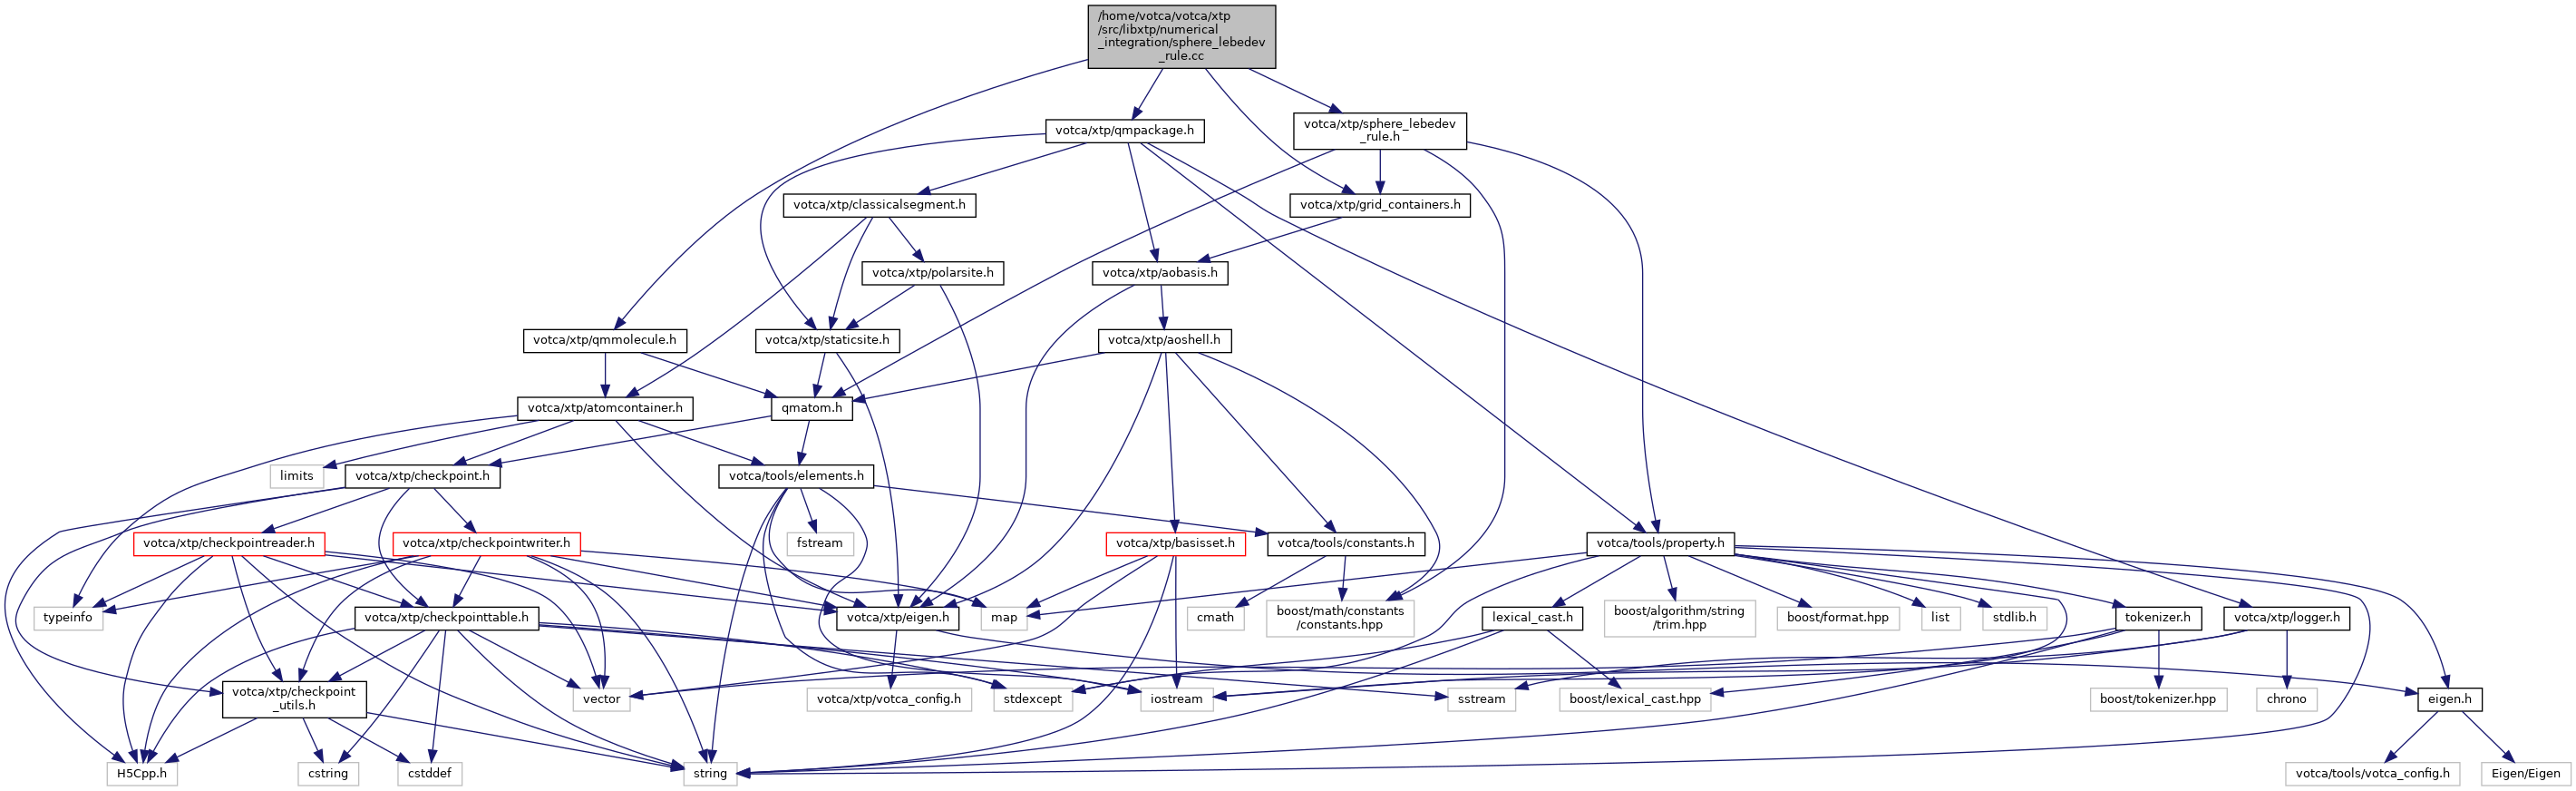 /home/votca/votca/xtp
/src/libxtp/numerical
_integration/sphere_lebedev
_rule.cc
votca/xtp/qmpackage.h
votca/xtp/sphere_lebedev
_rule.h
votca/xtp/classicalsegment.h
votca/xtp/grid_containers.h
votca/xtp/polarsite.h
votca/xtp/aobasis.h
votca/xtp/qmmolecule.h
votca/xtp/staticsite.h
votca/xtp/aoshell.h
votca/xtp/atomcontainer.h
qmatom.h
limits
votca/xtp/checkpoint.h
votca/tools/elements.h
votca/xtp/checkpointreader.h
votca/xtp/checkpointwriter.h
fstream
votca/xtp/basisset.h
votca/tools/constants.h
votca/tools/property.h
typeinfo
votca/xtp/checkpointtable.h
votca/xtp/eigen.h
map
cmath
boost/math/constants
/constants.hpp
lexical_cast.h
boost/algorithm/string
/trim.hpp
boost/format.hpp
list
stdlib.h
tokenizer.h
votca/xtp/logger.h
votca/xtp/checkpoint
_utils.h
vector
votca/xtp/votca_config.h
stdexcept
iostream
sstream
boost/lexical_cast.hpp
boost/tokenizer.hpp
chrono
eigen.h
H5Cpp.h
cstring
cstddef
string
votca/tools/votca_config.h
Eigen/Eigen